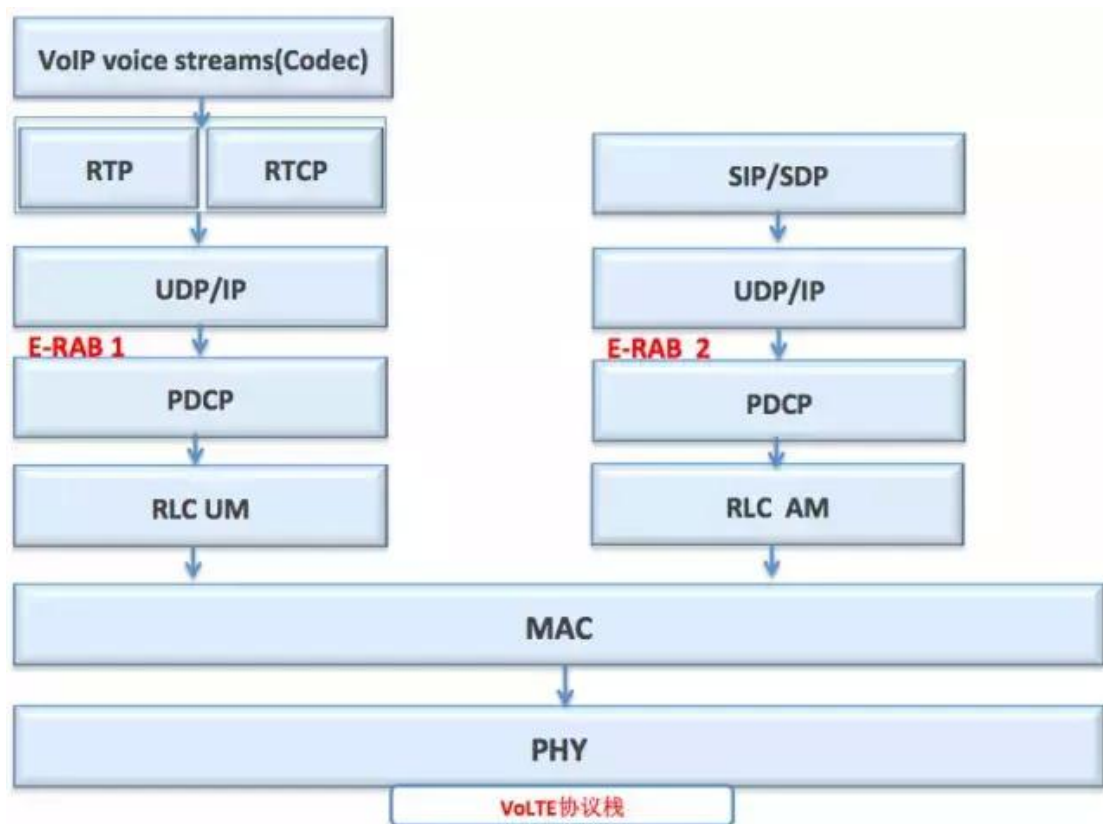 VoIP voice streams(Codec)
RTP
RTCP
SIP/SDP
UDP/IP
UDP/IP
E-RAB 1
E-RAB 2
PDCP
PDCP
RLC UM
RLC AM
MAC
PHY
VoLTE协议栈